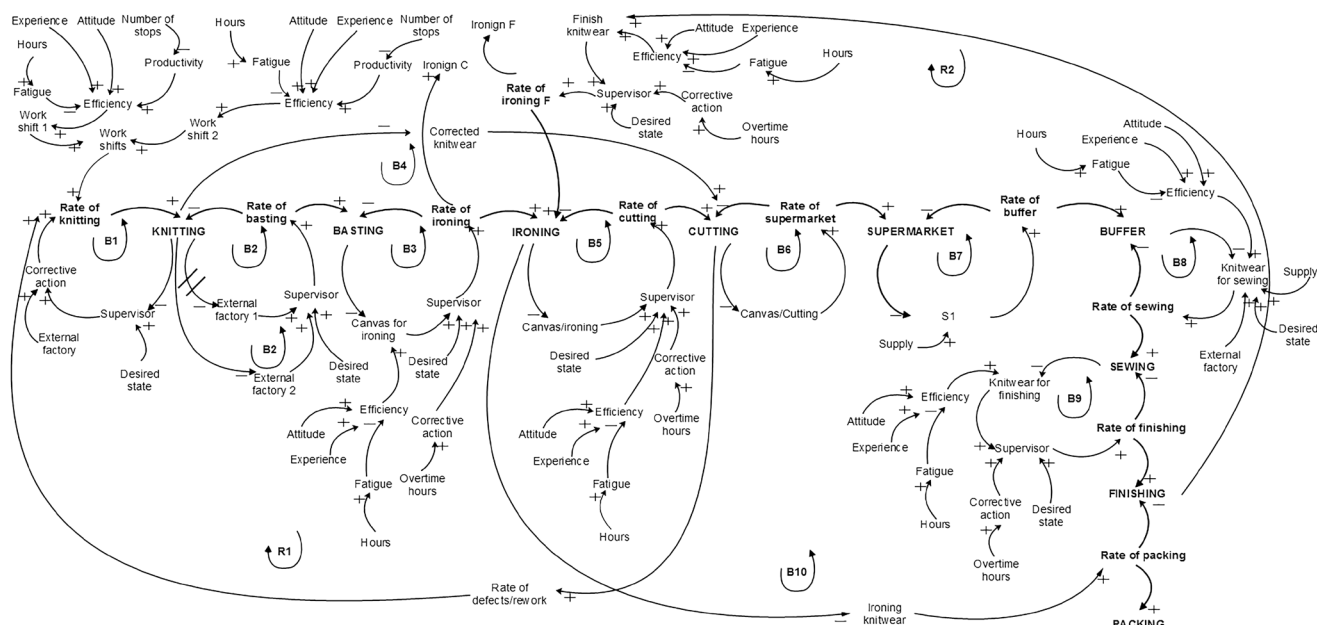 Experience
Attitude
Number of
stops
Hours
Productivity
Fatigue
Efficiency
Work
shift 1
Work
shifts
Work
shift 2
Hours
Attitude
Experience
Number of
stops
Fatigue
Productivity
Efficiency
Ironign C
Ironign F
Rate of
ironing F
Finish
knitwear
Attitude
Experience
Efficiency
Fatigue
Hours
Supervisor
Corrective
action
Desired
state
Overtime
hours
R2
Corrected
knitwear
B4
Hours
Attitude
Experience
Fatigue
Efficiency
Rate of
knitting
KNITTING
Rate of
basting
BASTING
Rate of
ironing
IRONING
Rate of
cutting
CUTTING
Rate of
supermarket
SUPERMARKET
Rate of
buffer
BUFFER
B1
B2
B3
B5
B6
B7
B8
Corrective
action
Supervisor
External
factory
Desired
state
External
factory 1
Supervisor
B2
External
factory 2
Desired
state
Canvas for
ironing
Supervisor
Desired
state
Efficiency
Attitude
Experience
Fatigue
Hours
Corrective
action
Overtime
hours
Canvas/ironing
Supervisor
Desired
state
Corrective
action
Efficiency
Attitude
Experience
Overtime
hours
Fatigue
Hours
Canvas/Cutting
S1
Supply
Knitwear
for sewing
Supply
Desired
state
External
factory
Rate of sewing
SEWING
Knitwear for
finishing
B9
Efficiency
Attitude
Experience
Fatigue
Hours
Supervisor
Corrective
action
Desired
state
Overtime
hours
Rate of finishing
FINISHING
Rate of packing
PACKING
R1
B10
Rate of
defects/rework
Ironing
knitwear